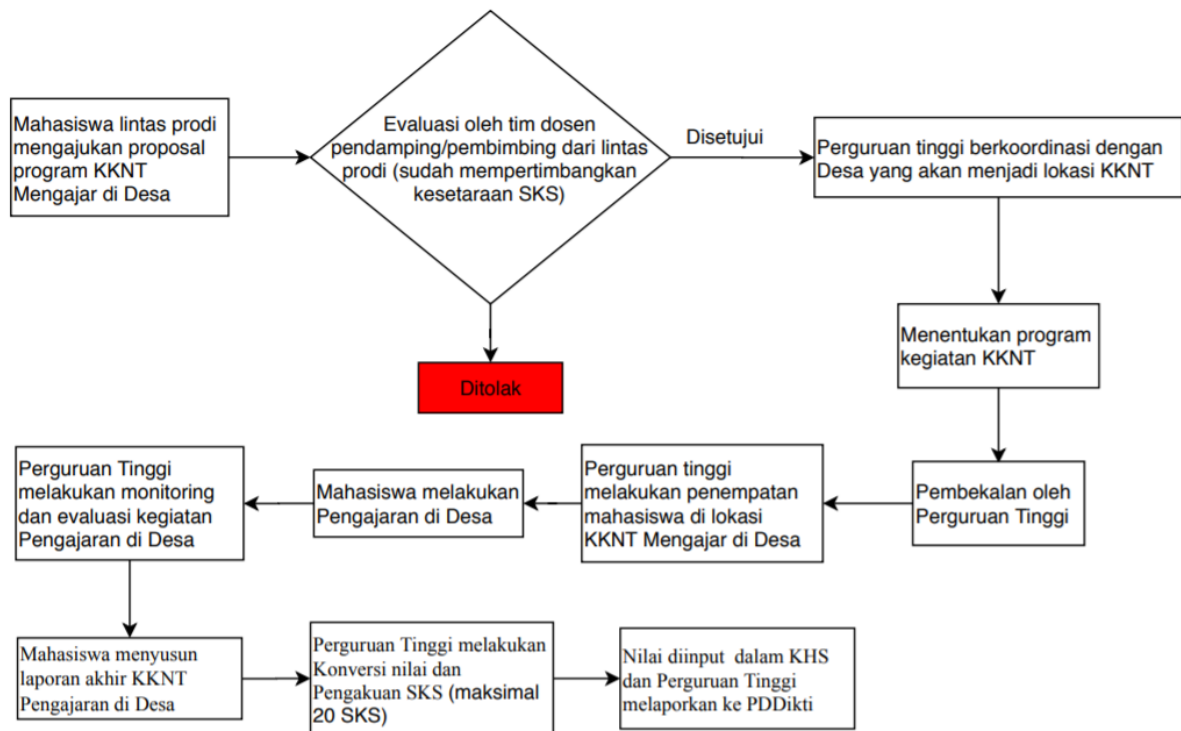 Mahasiswa lintas prodi
mengajukan proposal
program KKNT
Mengajar di Desa
Evaluasi oleh tim dosen
pendamping/pembimbing dari lintas
prodi (sudah mempertimbangkan
kesetaraan SKS)
Disetujui
Perguruan tinggi berkoordinasi dengan
Desa yang akan menjadi lokasi KKNT
Ditolak
Menentukan program
kegiatan KKNT
Pembekalan oleh
Perguruan Tinggi
Perguruan tinggi
melakukan penempatan
mahasiswa di lokasi
KKNT Mengajar di Desa
Mahasiswa melakukan
Pengajaran di Desa
Perguruan Tinggi
melakukan monitoring
dan evaluasi kegiatan
Pengajaran di Desa
Mahasiswa menyusun
laporan akhir KKNT
Pengajaran di Desa
Perguruan Tinggi melakukan
Konversi nilai dan
Pengakuan SKS (maksimal
20 SKS)
Nilai diinput dalam KHS
dan Perguruan Tinggi
melaporkan ke PDDikti